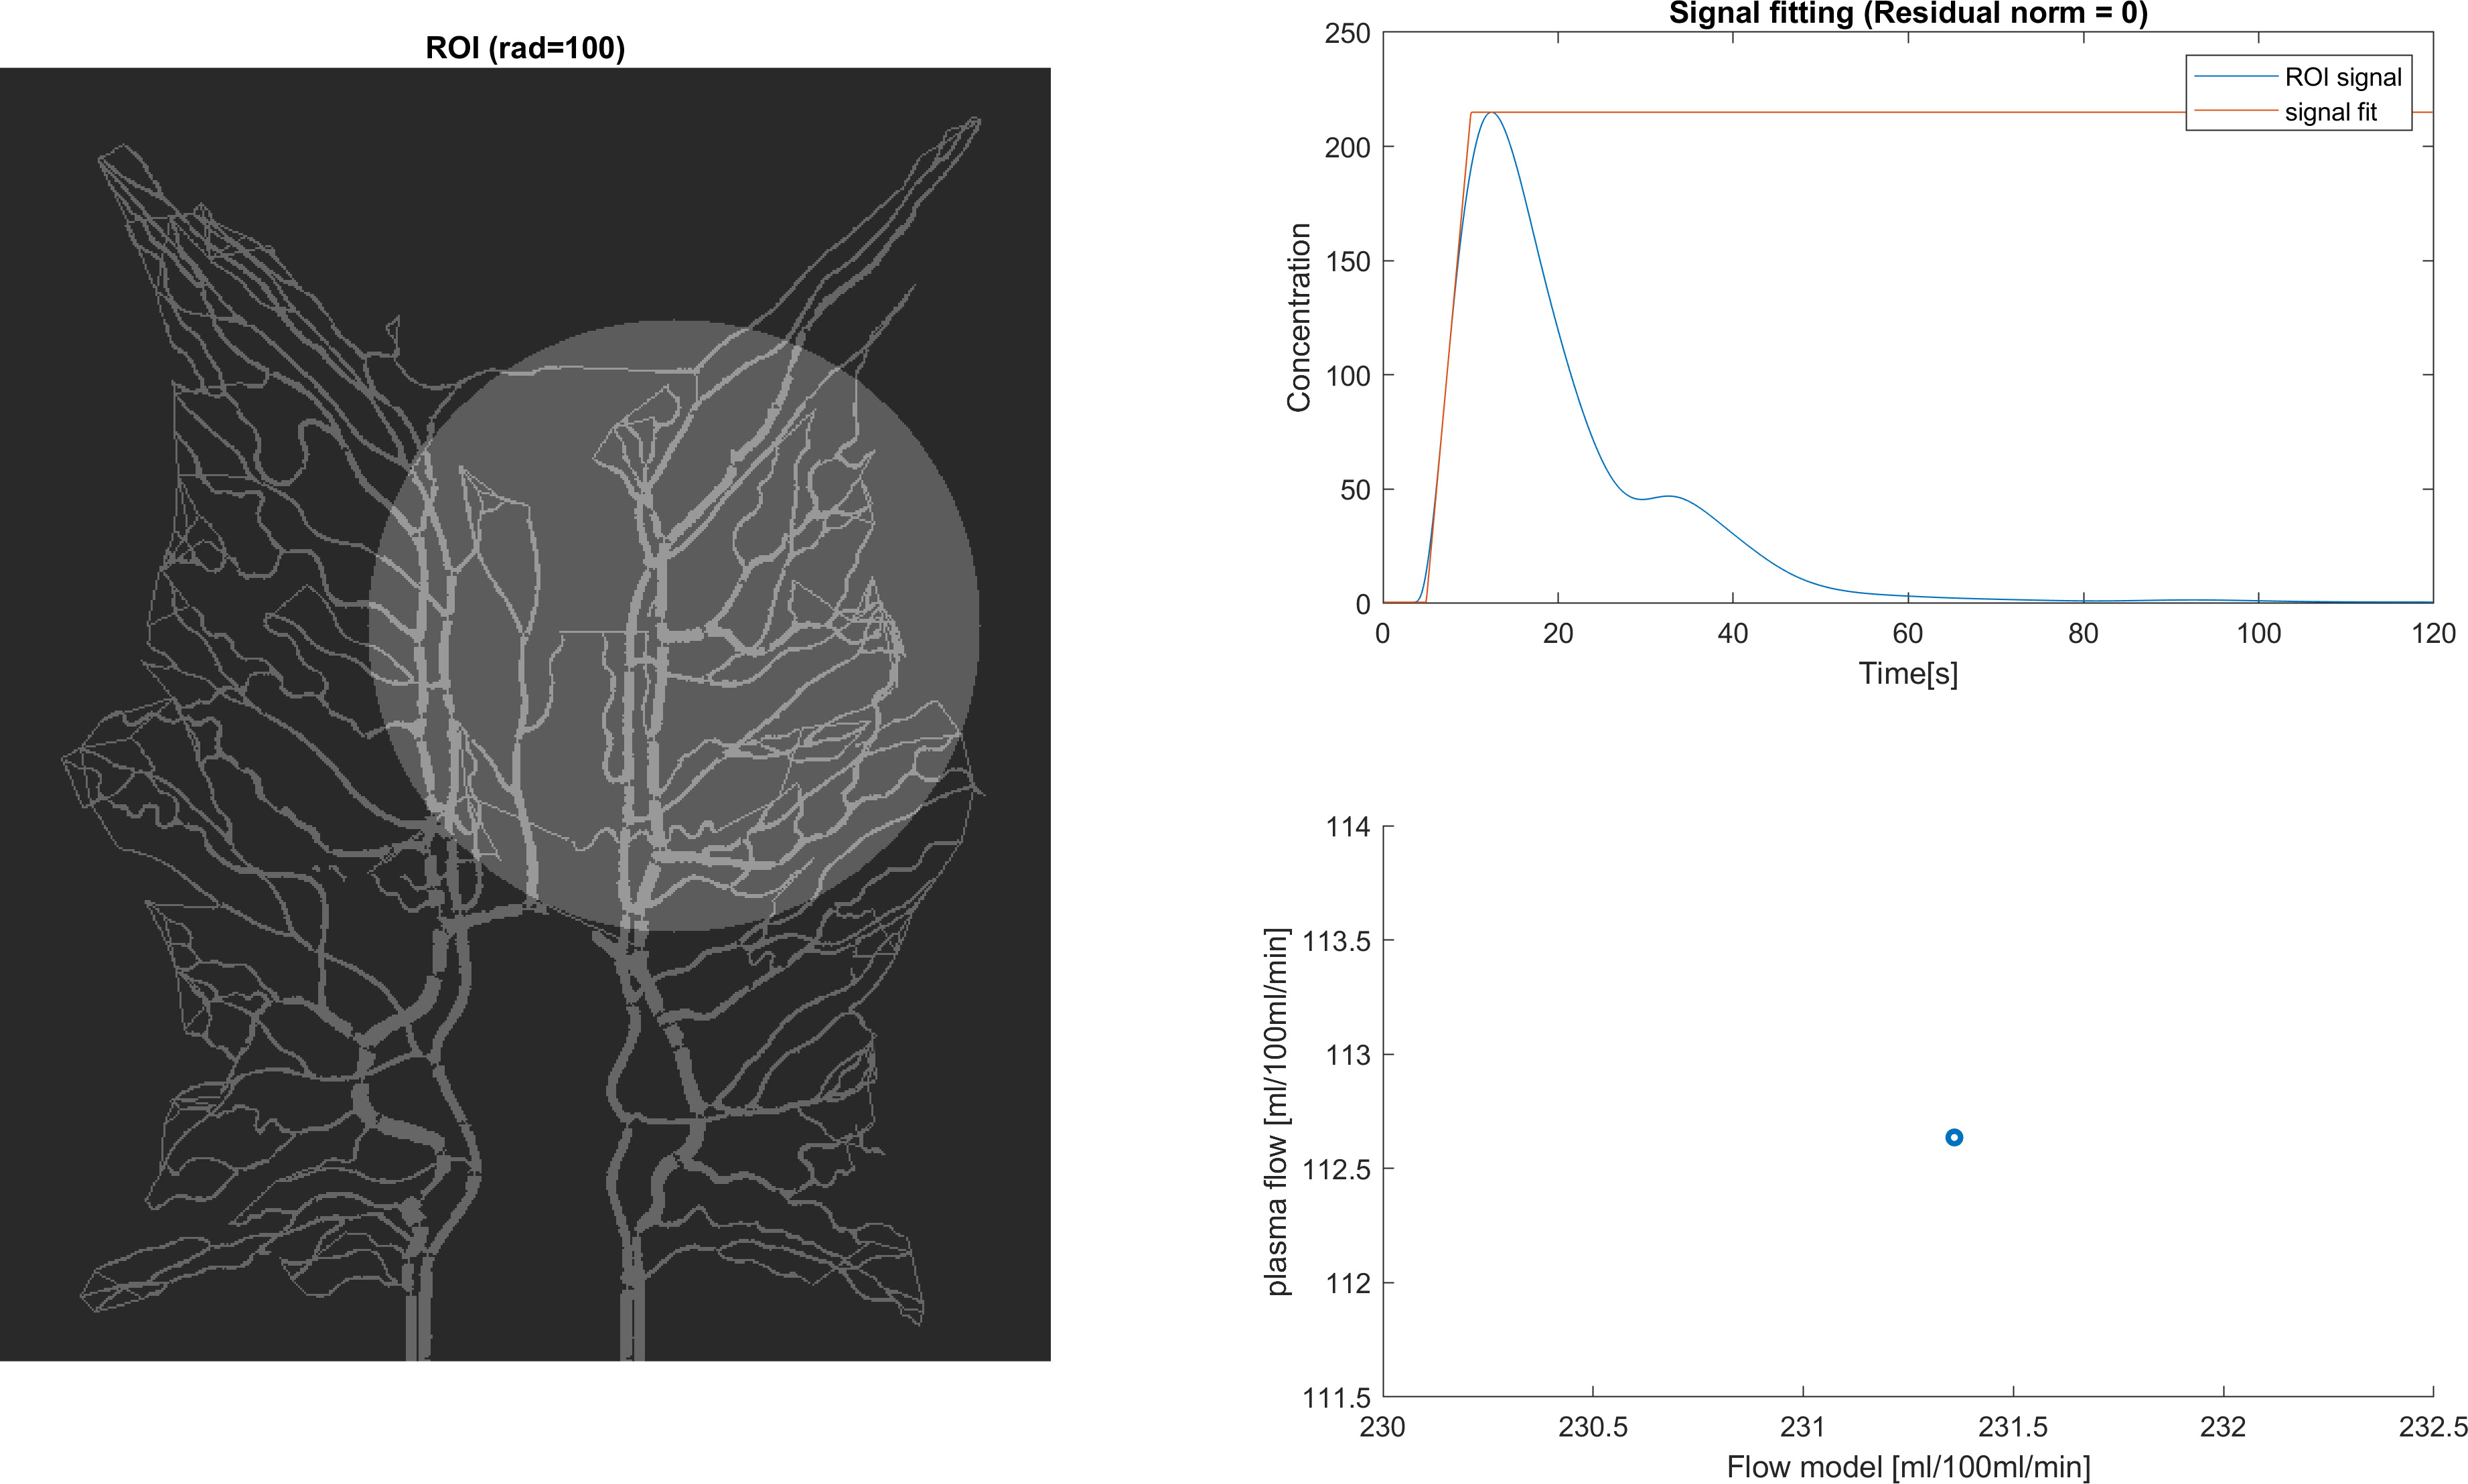 ROI (rad=100)
Signal fitting (Residual norm = 0)
250
200
150
100
50
0
Concentration
ROI signal
signal fit
0 20 40 60 80 100 120
Time[s]
114
113.5
113
112.5
112
111.5
plasma flow [ml/100ml/min]
230 230.5 231 231.5 232 232.5
Flow model [ml/100ml/min]